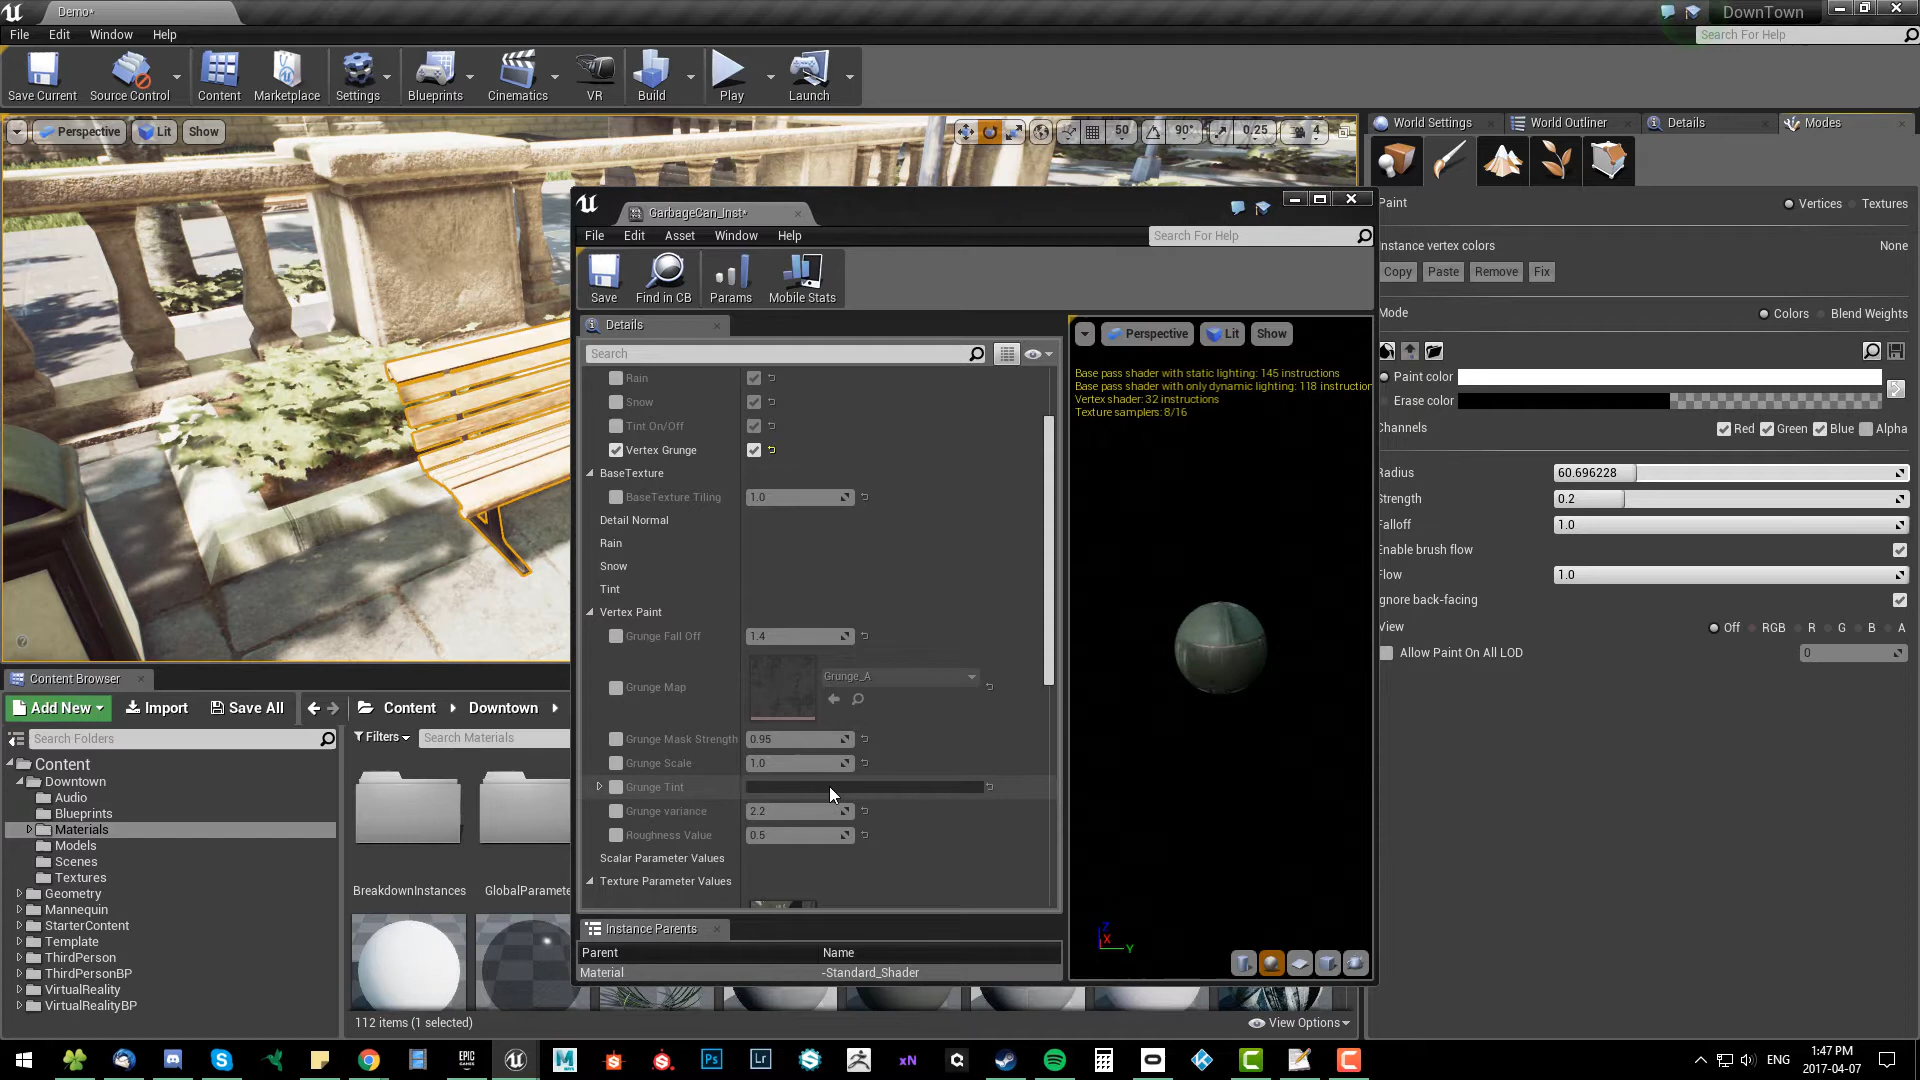 Demo*
DownTown
File Edit Window Help
Search For Help
Save Current
Source Control
Content
Marketplace
Settings
Blueprints
Cinematics
VR
Build
Play
Launch
Perspective
Lit
Show
50
90°
0.25
4
World Settings
World Outliner
Details
Modes
Paint
Vertices
Textures
Instance vertex colors
None
Copy
Paste
Remove
Fix
Mode
Colors
Blend Weights
Paint color
Erase color
Channels
Red
Green
Blue
Alpha
Radius
60.696228
Strength
0.2
Falloff
1.0
Enable brush flow
Flow
1.0
Ignore back-facing
View
Off
RGB
R
G
B
A
Allow Paint On All LOD
0
GarbageCan_Inst*
File Edit Asset Window Help
Search For Help
Save
Find in CB
Params
Mobile Stats
Details
Search
Rain
Snow
Tint On/Off
Vertex Grunge
BaseTexture
BaseTexture Tiling
1.0
Detail Normal
Rain
Snow
Tint
Vertex Paint
Grunge Fall Off
1.4
Grunge Map
Grunge_A
Grunge Mask Strength
0.95
Grunge Scale
1.0
Grunge Tint
Grunge variance
2.2
Roughness Value
0.5
Scalar Parameter Values
Texture Parameter Values
Instance Parents
Parent
Name
Material
-Standard_Shader
Perspective
Lit
Show
Base pass shader with static lighting: 145 instructions
Base pass shader with only dynamic lighting: 118 instruction
Vertex shader: 32 instructions
Texture samplers: 8/16
Z
X
Y
Content Browser
Add New
Import
Save All
Content
Downtown
Search Folders
Filters
Search Materials
Content
Downtown
Audio
Blueprints
Materials
Models
Scenes
Textures
Geometry
Mannequin
StarterContent
Template
ThirdPerson
ThirdPersonBP
VirtualReality
VirtualRealityBP
BreakdownInstances
GlobalParamete
112 items (1 selected)
View Options
EPIC GAMES
MAYA
Ps
Lr
xN
ENG
1:47 PM
2017-04-07